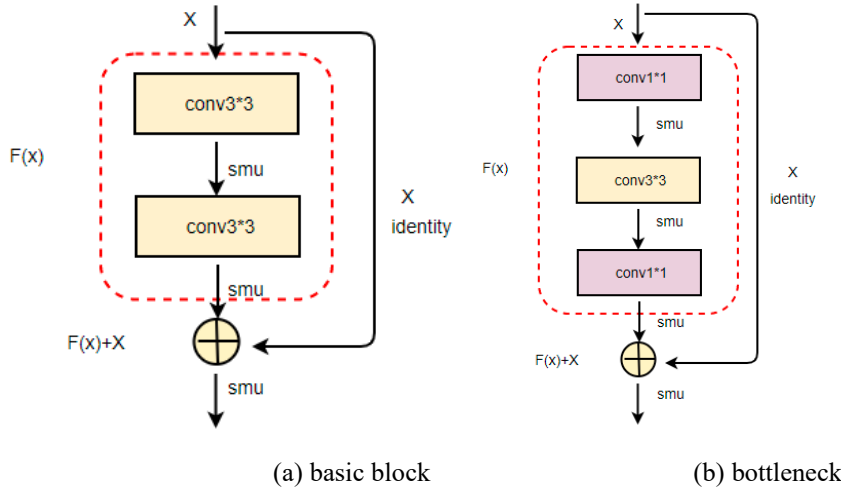 X
conv3*3
F(x)
smu
conv3*3
X
identity
smu
F(x)+X
smu
(a) basic block
X
conv1*1
smu
F(x)
conv3*3
X
identity
smu
conv1*1
smu
F(x)+X
smu
(b) bottleneck